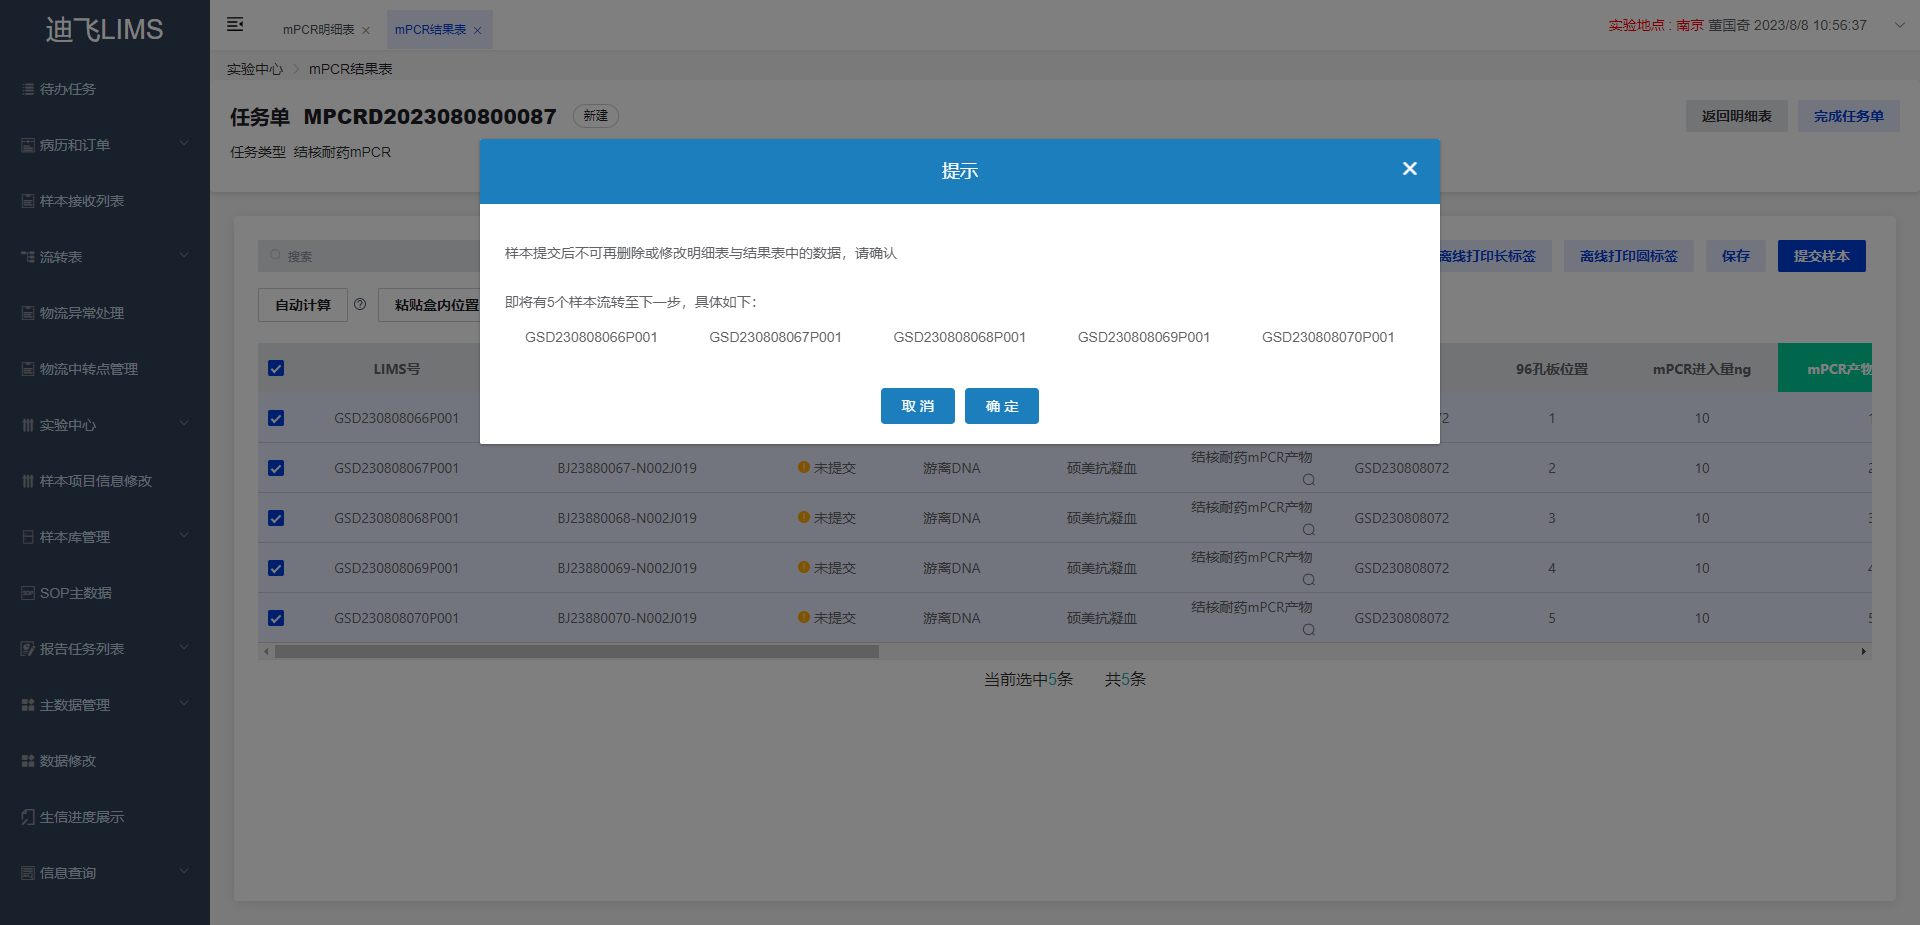 迪飞LIMS
待办任务
病历和订单
样本接收列表
流转表
物流异常处理
物流中转点管理
实验中心
样本项目信息修改
样本库管理
SOP主数据
报告任务列表
主数据管理
数据修改
生信进度展示
信息查询
mPCR明细表 × mPCR结果表 ×
实验地点 : 南京 董国奇 2023/8/8 10:56:37
实验中心 > mPCR结果表
任务单 MPCRD2023080800087 新建
返回明细表 完成任务单
任务类型 结核耐药mPCR
提示
样本提交后不可再删除或修改明细表与结果表中的数据，请确认
即将有5个样本流转至下一步，具体如下：
GSD230808066P001 GSD230808067P001 GSD230808068P001 GSD230808069P001 GSD230808070P001
取 消 确 定
搜索
离线打印长标签 离线打印圆标签 保存 提交样本
自动计算 粘贴盒内位置
LIMS号 96孔板位置 mPCR进入量ng mPCR产物
GSD230808066P001 72 1 10 1
GSD230808067P001 BJ23880067-N002J019 未提交 游离DNA 硕美抗凝血 结核耐药mPCR产物 GSD230808072 2 10 2
GSD230808068P001 BJ23880068-N002J019 未提交 游离DNA 硕美抗凝血 结核耐药mPCR产物 GSD230808072 3 10 3
GSD230808069P001 BJ23880069-N002J019 未提交 游离DNA 硕美抗凝血 结核耐药mPCR产物 GSD230808072 4 10 4
GSD230808070P001 BJ23880070-N002J019 未提交 游离DNA 硕美抗凝血 结核耐药mPCR产物 GSD230808072 5 10 5
当前选中5条 共5条